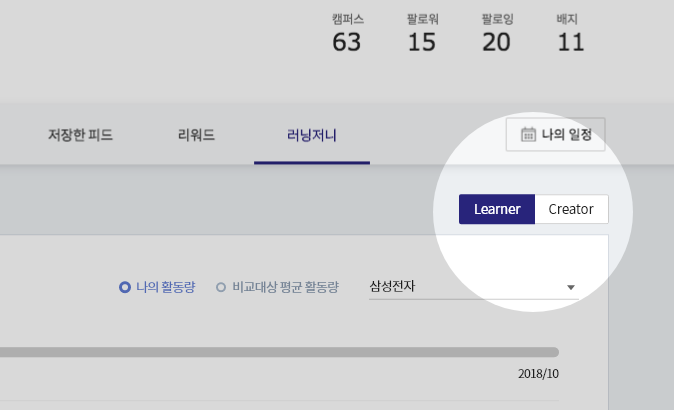 캠퍼스 팔로워 팔로잉 배지
63 15 20 11
저장한 피드 리워드 러닝저니 나의 일정
Learner Creator
나의 활동량 비교대상 평균 활동량 삼성전자
2018/10